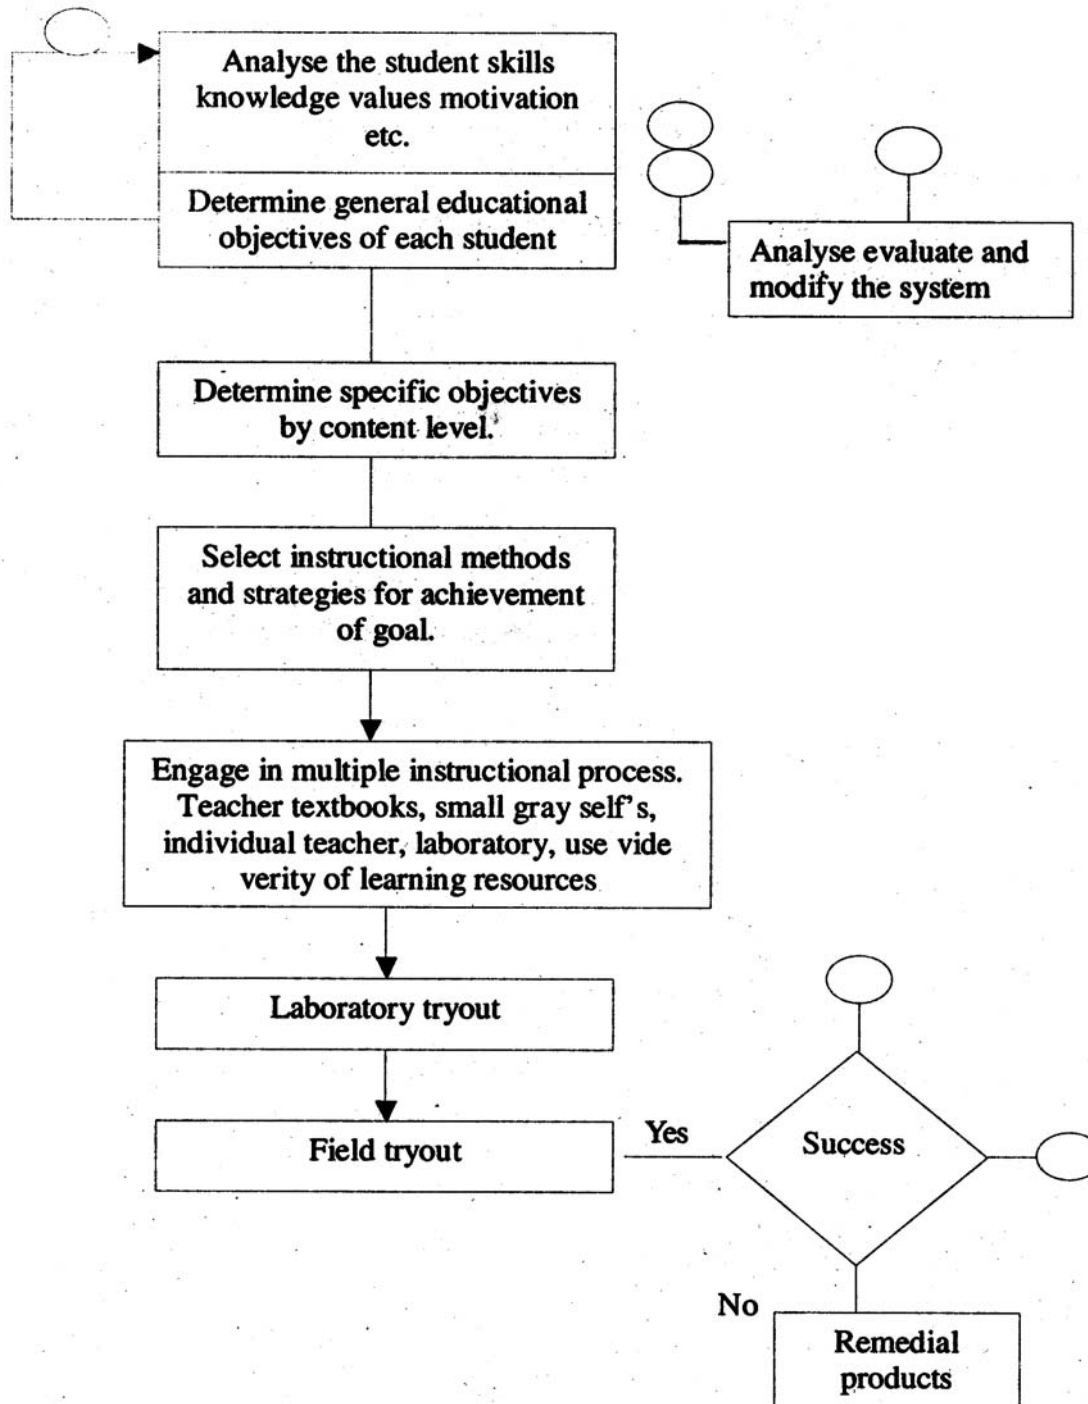 Analyse the student skills
knowledge values motivation
etc.
Determine general educational
objectives of each student
Analyse evaluate and
modify the system
Determine specific objectives
by content level.
Select instructional methods
and strategies for achievement
of goal.
Engage in multiple instructional process.
Teacher textbooks, small gray self's,
individual teacher, laboratory, use vide
verity of learning resources
Laboratory tryout
Field tryout
Yes
Success
No
Remedial
products